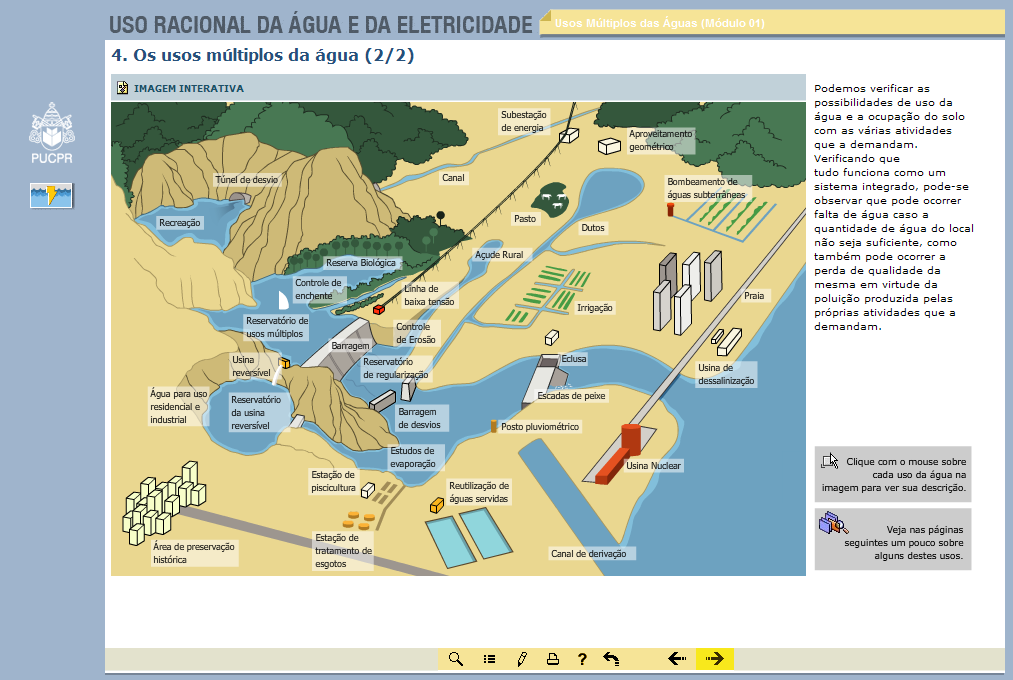 USO RACIONAL DA ÁGUA E DA ELETRICIDADE
Usos Múltiplos das Águas (Módulo 01)
4. Os usos múltiplos da água (2/2)
IMAGEM INTERATIVA
PUCPR
Subestação
de energia
Aproveitamento
geométrico
Túnel de desvio
Canal
Bombeamento de
águas subterrâneas
Recreação
Pasto
Dutos
Reserva Biológica
Açude Rural
Controle de
enchente
Linha de
baixa tensão
Praia
Irrigação
Reservatório de
usos múltiplos
Controle
de Erosão
Barragem
Usina
reversível
Reservatório
de regularização
Eclusa
Usina de
dessalinização
Água para uso
residencial e
industrial
Reservatório
da usina
reversível
Escadas de peixe
Barragem
de desvios
Posto pluviométrico
Estudos de
evaporação
Usina Nuclear
Estação de
piscicultura
Reutilização de
águas servidas
Estação de
tratamento de
esgotos
Área de preservação
histórica
Canal de derivação
Podemos verificar as
possibilidades de uso da
água e a ocupação do solo
com as várias atividades
que a demandam.
Verificando que
tudo funciona como um
sistema integrado, pode-se
observar que pode ocorrer
falta de água caso a
quantidade de água do local
não seja suficiente, como
também pode ocorrer a
perda de qualidade da
mesma em virtude da
poluição produzida pelas
próprias atividades que a
demandam.
Clique com o mouse sobre
cada uso da água na
imagem para ver sua descrição.
Veja nas páginas
seguintes um pouco sobre
alguns destes usos.
?